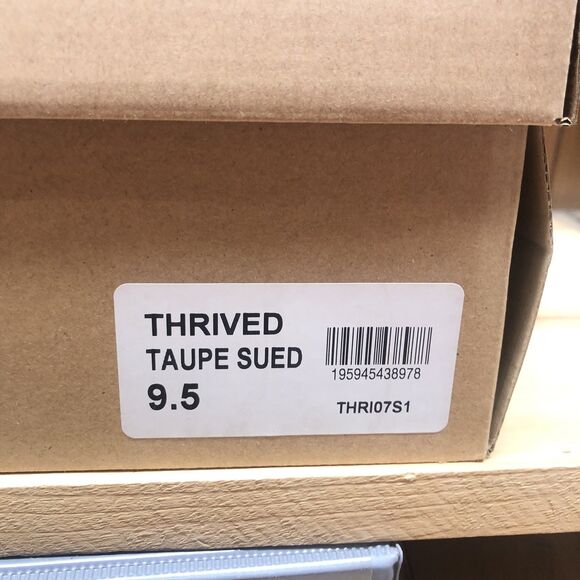 THRIVED
TAUPE SUED
9.5
195945438978
THRI07S1